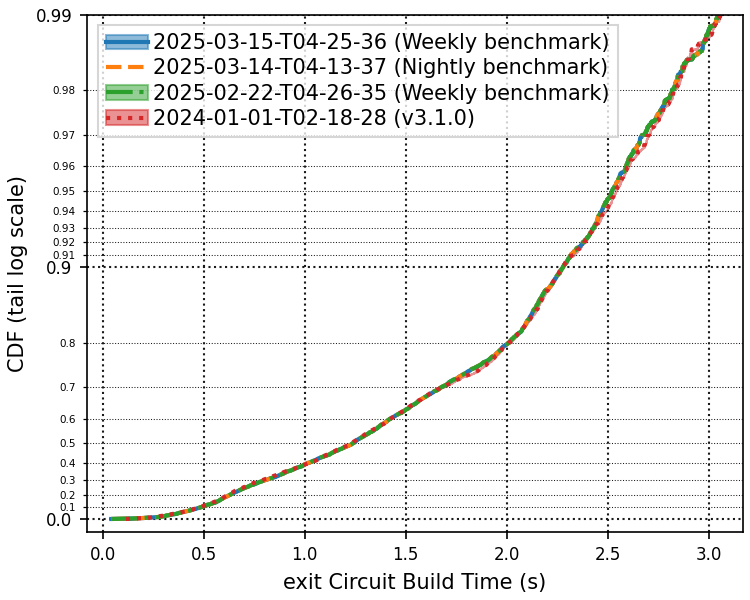 0.99
2025-03-15-T04-25-36 (Weekly benchmark)
2025-03-14-T04-13-37 (Nightly benchmark)
2025-02-22-T04-26-35 (Weekly benchmark)
2024-01-01-T02-18-28 (v3.1.0)
0.98
0.97
0.96
0.95
0.94
0.93
0.92
0.91
0.9
0.8
0.7
0.6
0.5
0.4
0.3
0.2
0.1
0.0
CDF (tail log scale)
0.0 0.5 1.0 1.5 2.0 2.5 3.0
exit Circuit Build Time (s)